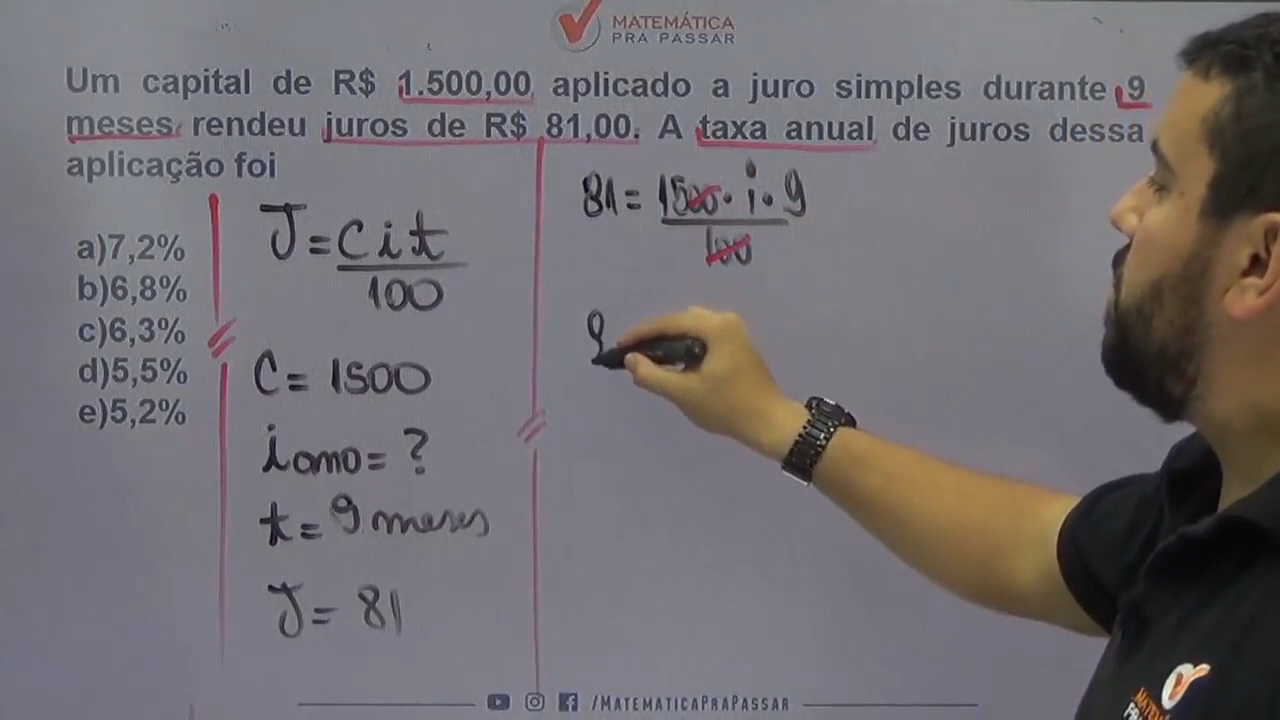 MATEMÁTICA
PRA PASSAR
Um capital de R$ 1.500,00 aplicado a juro simples durante 9
meses rendeu juros de R$ 81,00. A taxa anual de juros dessa
aplicação foi
a)7,2%
b)6,8%
c)6,3%
d)5,5%
e)5,2%
J = cit
100
C = 1500
i ano = ?
t = 9 meses
J = 81
81 = 1500 · i · 9
100
/MATEMATICAPRAPASSAR